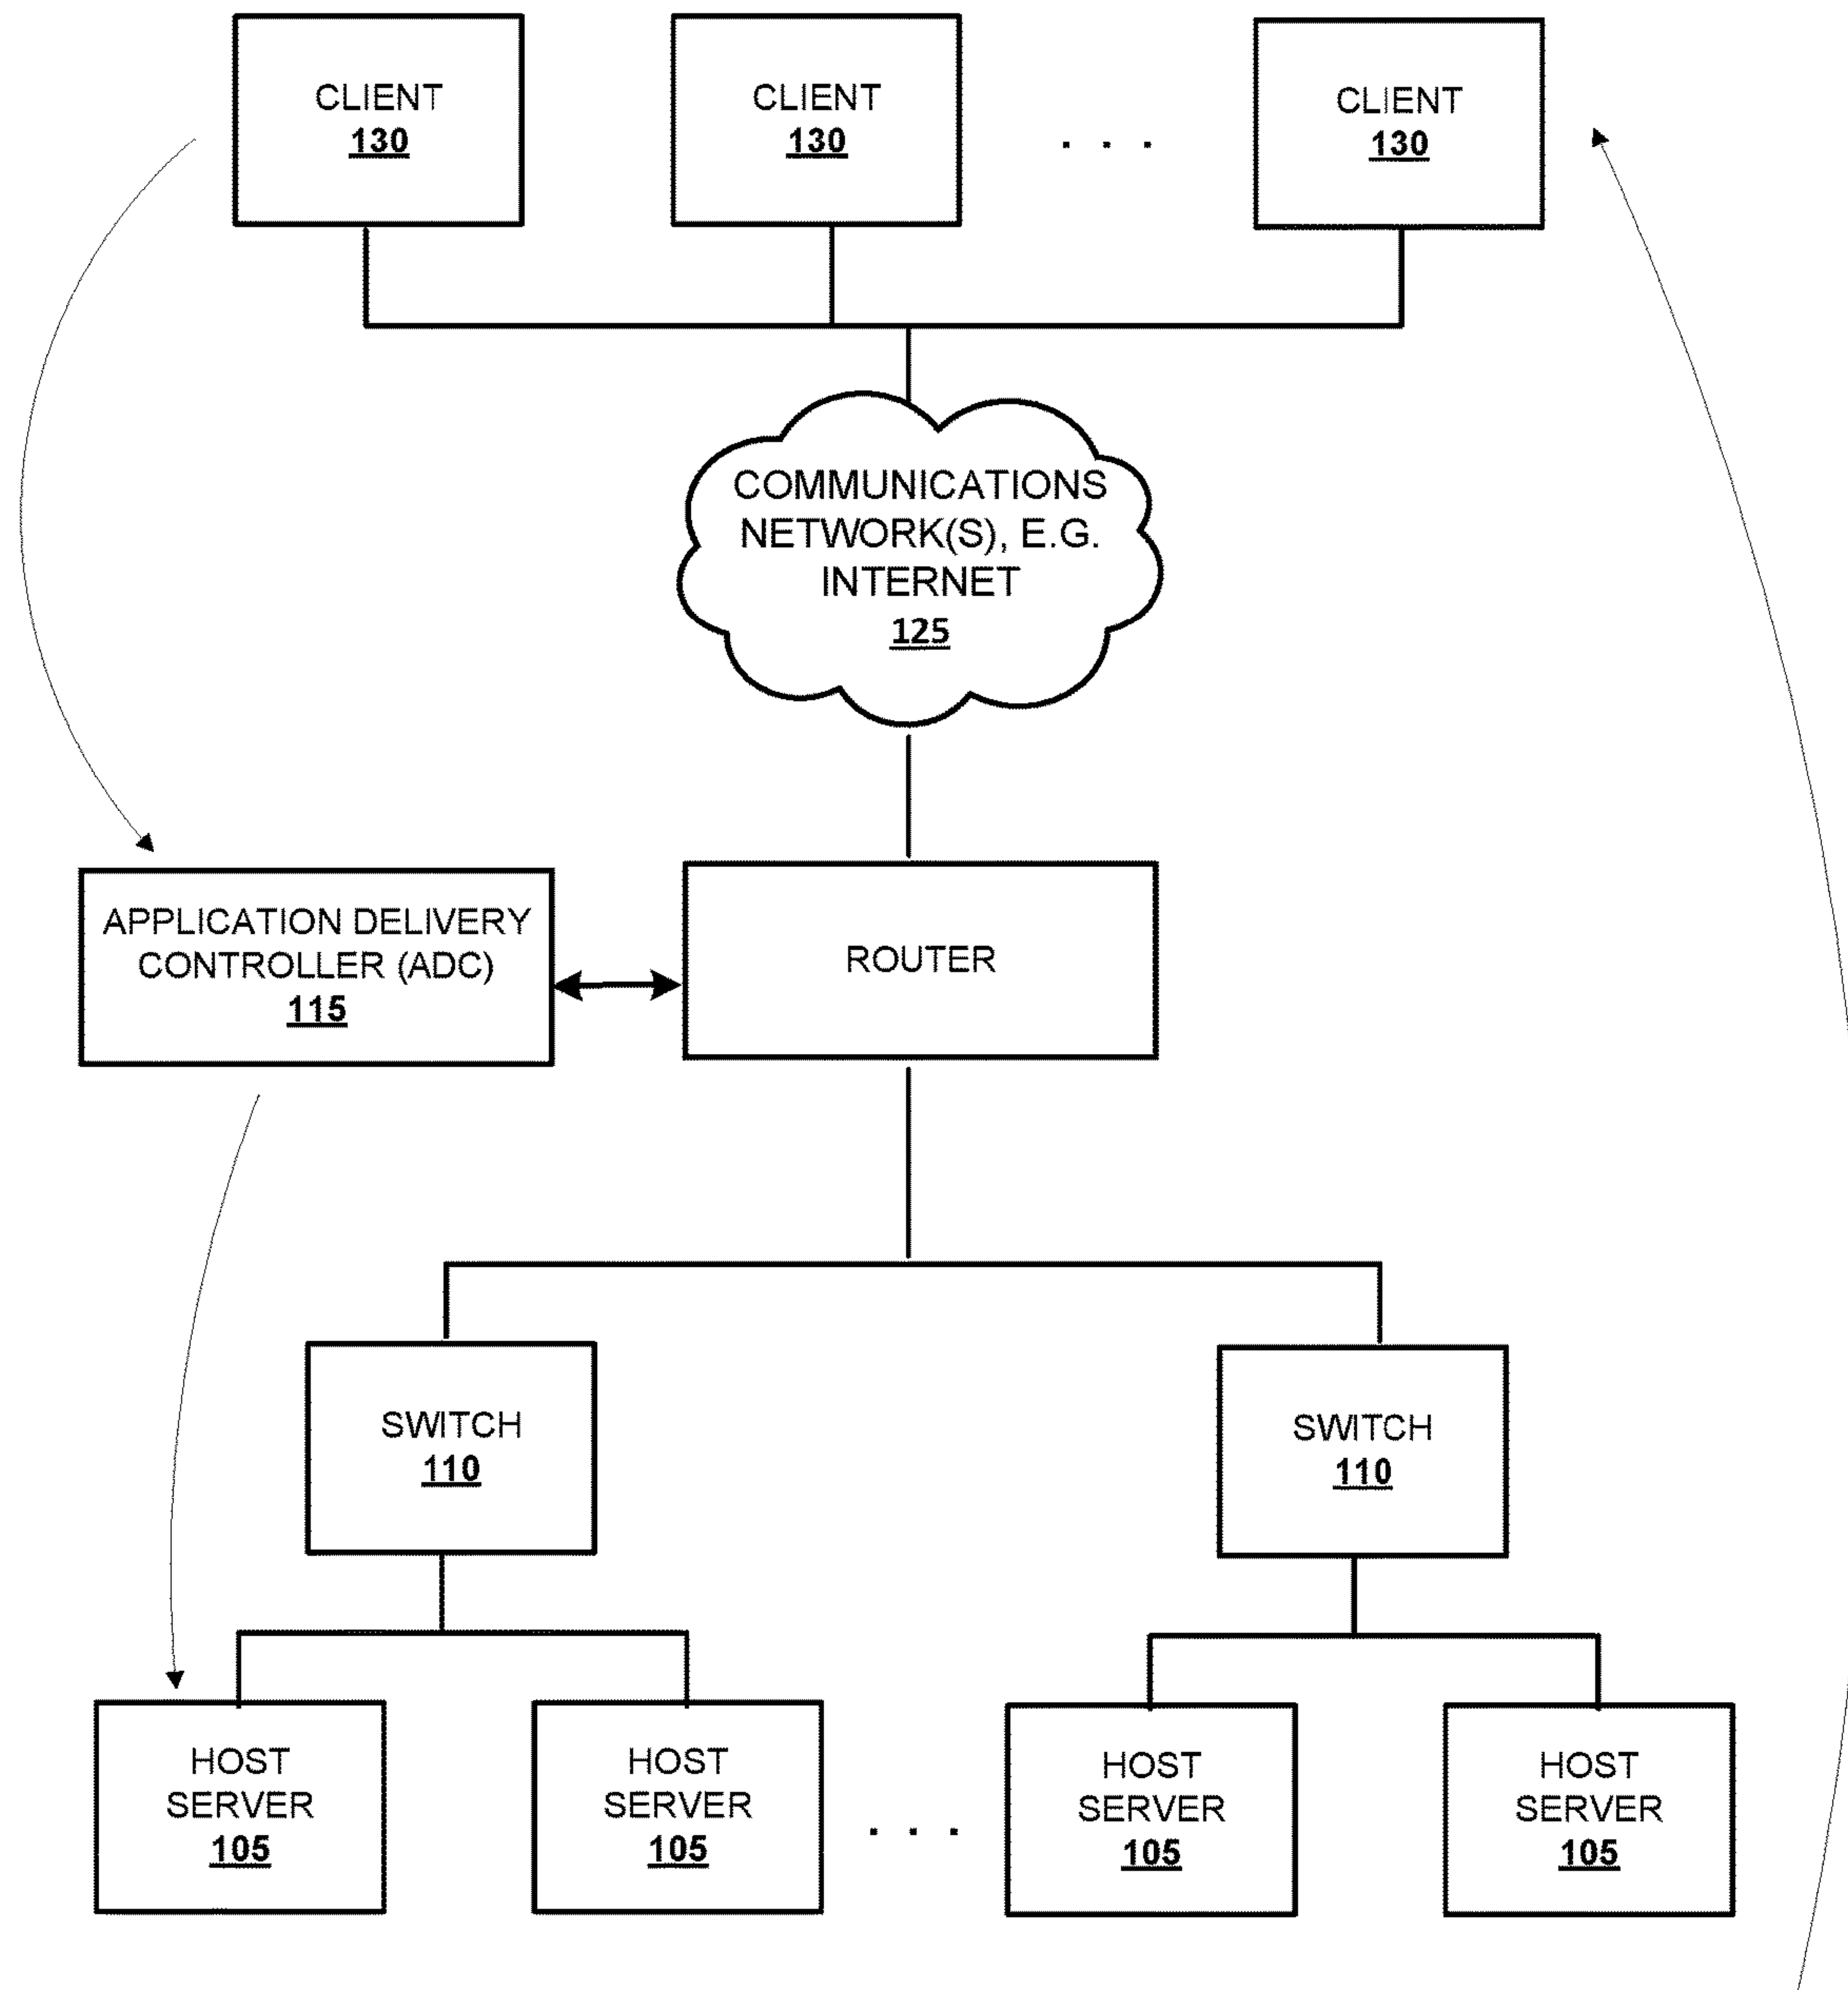 CLIENT
130
CLIENT
130
. . .
CLIENT
130
COMMUNICATIONS
NETWORK(S), E.G.
INTERNET
125
APPLICATION DELIVERY
CONTROLLER (ADC)
115
ROUTER
SWITCH
110
SWITCH
110
HOST
SERVER
105
HOST
SERVER
105
. . .
HOST
SERVER
105
HOST
SERVER
105